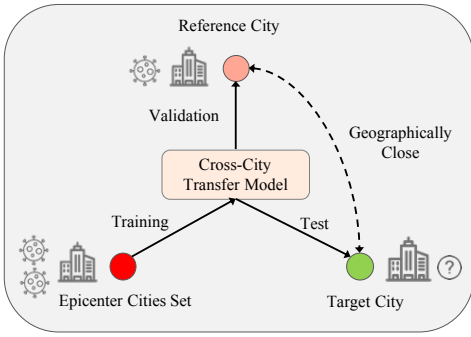 Reference City
Validation
Geographically
Close
Cross-City
Transfer Model
Training
Test
?
Epicenter Cities Set
Target City